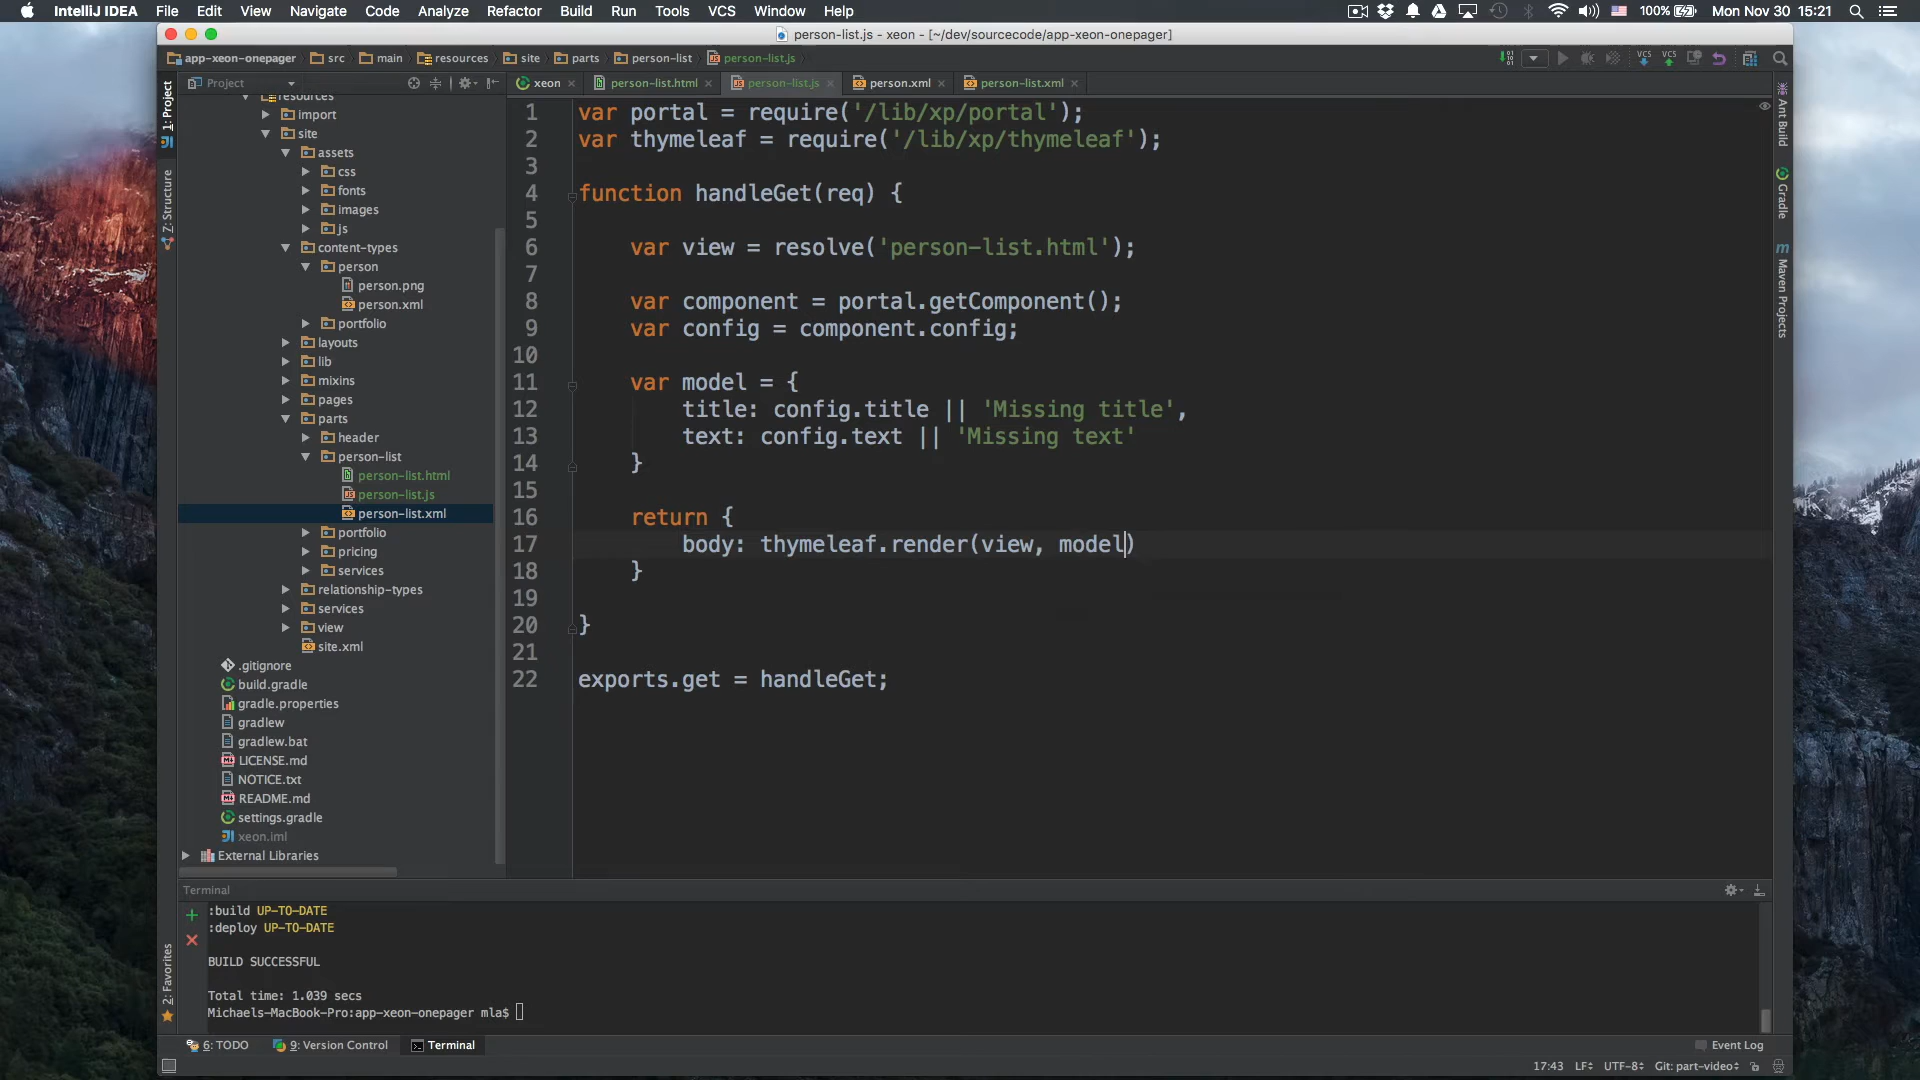 IntelliJ IDEA File Edit View Navigate Code Analyze Refactor Build Run Tools VCS Window Help 100% Mon Nov 30 15:21
person-list.js - xeon - [~/dev/sourcecode/app-xeon-onepager]
app-xeon-onepager src main resources site parts person-list person-list.js
Project
xeon person-list.html person-list.js person.xml person-list.xml
1: Project
Z: Structure
2: Favorites
resources
import
site
assets
css
fonts
images
js
content-types
person
person.png
person.xml
portfolio
layouts
lib
mixins
pages
parts
header
person-list
person-list.html
person-list.js
person-list.xml
portfolio
pricing
services
relationship-types
services
view
site.xml
.gitignore
build.gradle
gradle.properties
gradlew
gradlew.bat
LICENSE.md
NOTICE.txt
README.md
settings.gradle
xeon.iml
External Libraries
1 var portal = require('/lib/xp/portal');
2 var thymeleaf = require('/lib/xp/thymeleaf');
3
4 function handleGet(req) {
5
6 var view = resolve('person-list.html');
7
8 var component = portal.getComponent();
9 var config = component.config;
10
11 var model = {
12 title: config.title || 'Missing title',
13 text: config.text || 'Missing text'
14 }
15
16 return {
17 body: thymeleaf.render(view, model)
18 }
19
20 }
21
22 exports.get = handleGet;
Ant Build
Gradle
Maven Projects
Terminal
:build UP-TO-DATE
:deploy UP-TO-DATE
BUILD SUCCESSFUL
Total time: 1.039 secs
Michaels-MacBook-Pro:app-xeon-onepager mla$
6: TODO 9: Version Control Terminal Event Log
17:43 LF UTF-8 Git: part-video